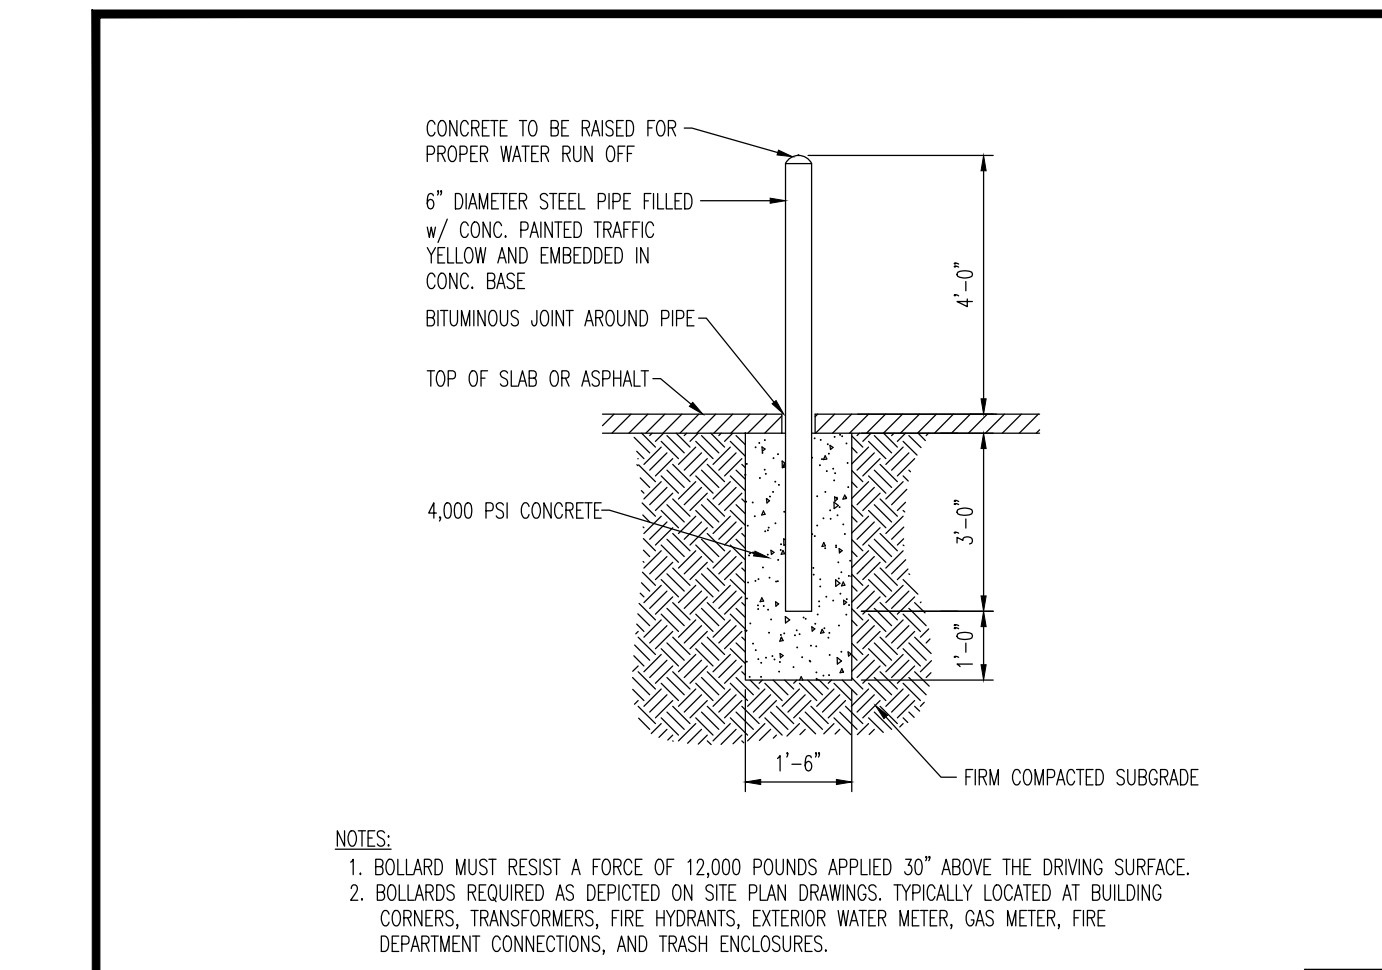 CONCRETE TO BE RAISED FOR
PROPER WATER RUN OFF
6" DIAMETER STEEL PIPE FILLED
w/ CONC. PAINTED TRAFFIC
YELLOW AND EMBEDDED IN
CONC. BASE
BITUMINOUS JOINT AROUND PIPE
TOP OF SLAB OR ASPHALT
4'-0"
4,000 PSI CONCRETE
3'-0"
1'-0"
1'-6"
FIRM COMPACTED SUBGRADE
NOTES:
1. BOLLARD MUST RESIST A FORCE OF 12,000 POUNDS APPLIED 30" ABOVE THE DRIVING SURFACE.
2. BOLLARDS REQUIRED AS DEPICTED ON SITE PLAN DRAWINGS. TYPICALLY LOCATED AT BUILDING
CORNERS, TRANSFORMERS, FIRE HYDRANTS, EXTERIOR WATER METER, GAS METER, FIRE
DEPARTMENT CONNECTIONS, AND TRASH ENCLOSURES.